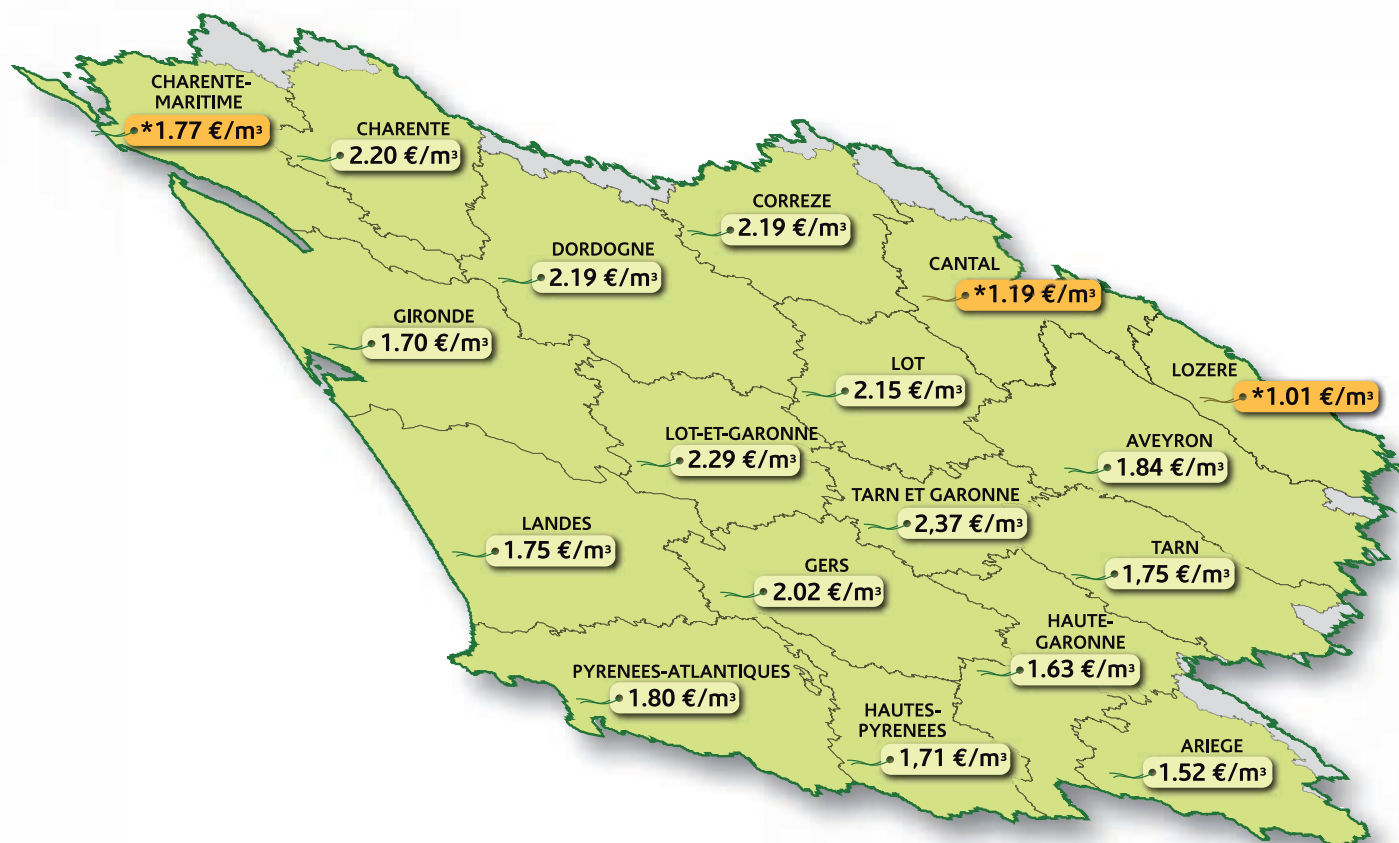 CHARENTE-
MARITIME
*1.77 €/m³
CHARENTE
2.20 €/m³
CORREZE
2.19 €/m³
DORDOGNE
2.19 €/m³
CANTAL
*1.19 €/m³
GIRONDE
1.70 €/m³
LOT
2.15 €/m³
LOZERE
*1.01 €/m³
LOT-ET-GARONNE
2.29 €/m³
AVEYRON
1.84 €/m³
TARN ET GARONNE
2,37 €/m³
LANDES
1.75 €/m³
TARN
1,75 €/m³
GERS
2.02 €/m³
HAUTE-
GARONNE
1.63 €/m³
PYRENEES-ATLANTIQUES
1.80 €/m³
HAUTES-
PYRENEES
1,71 €/m³
ARIEGE
1.52 €/m³